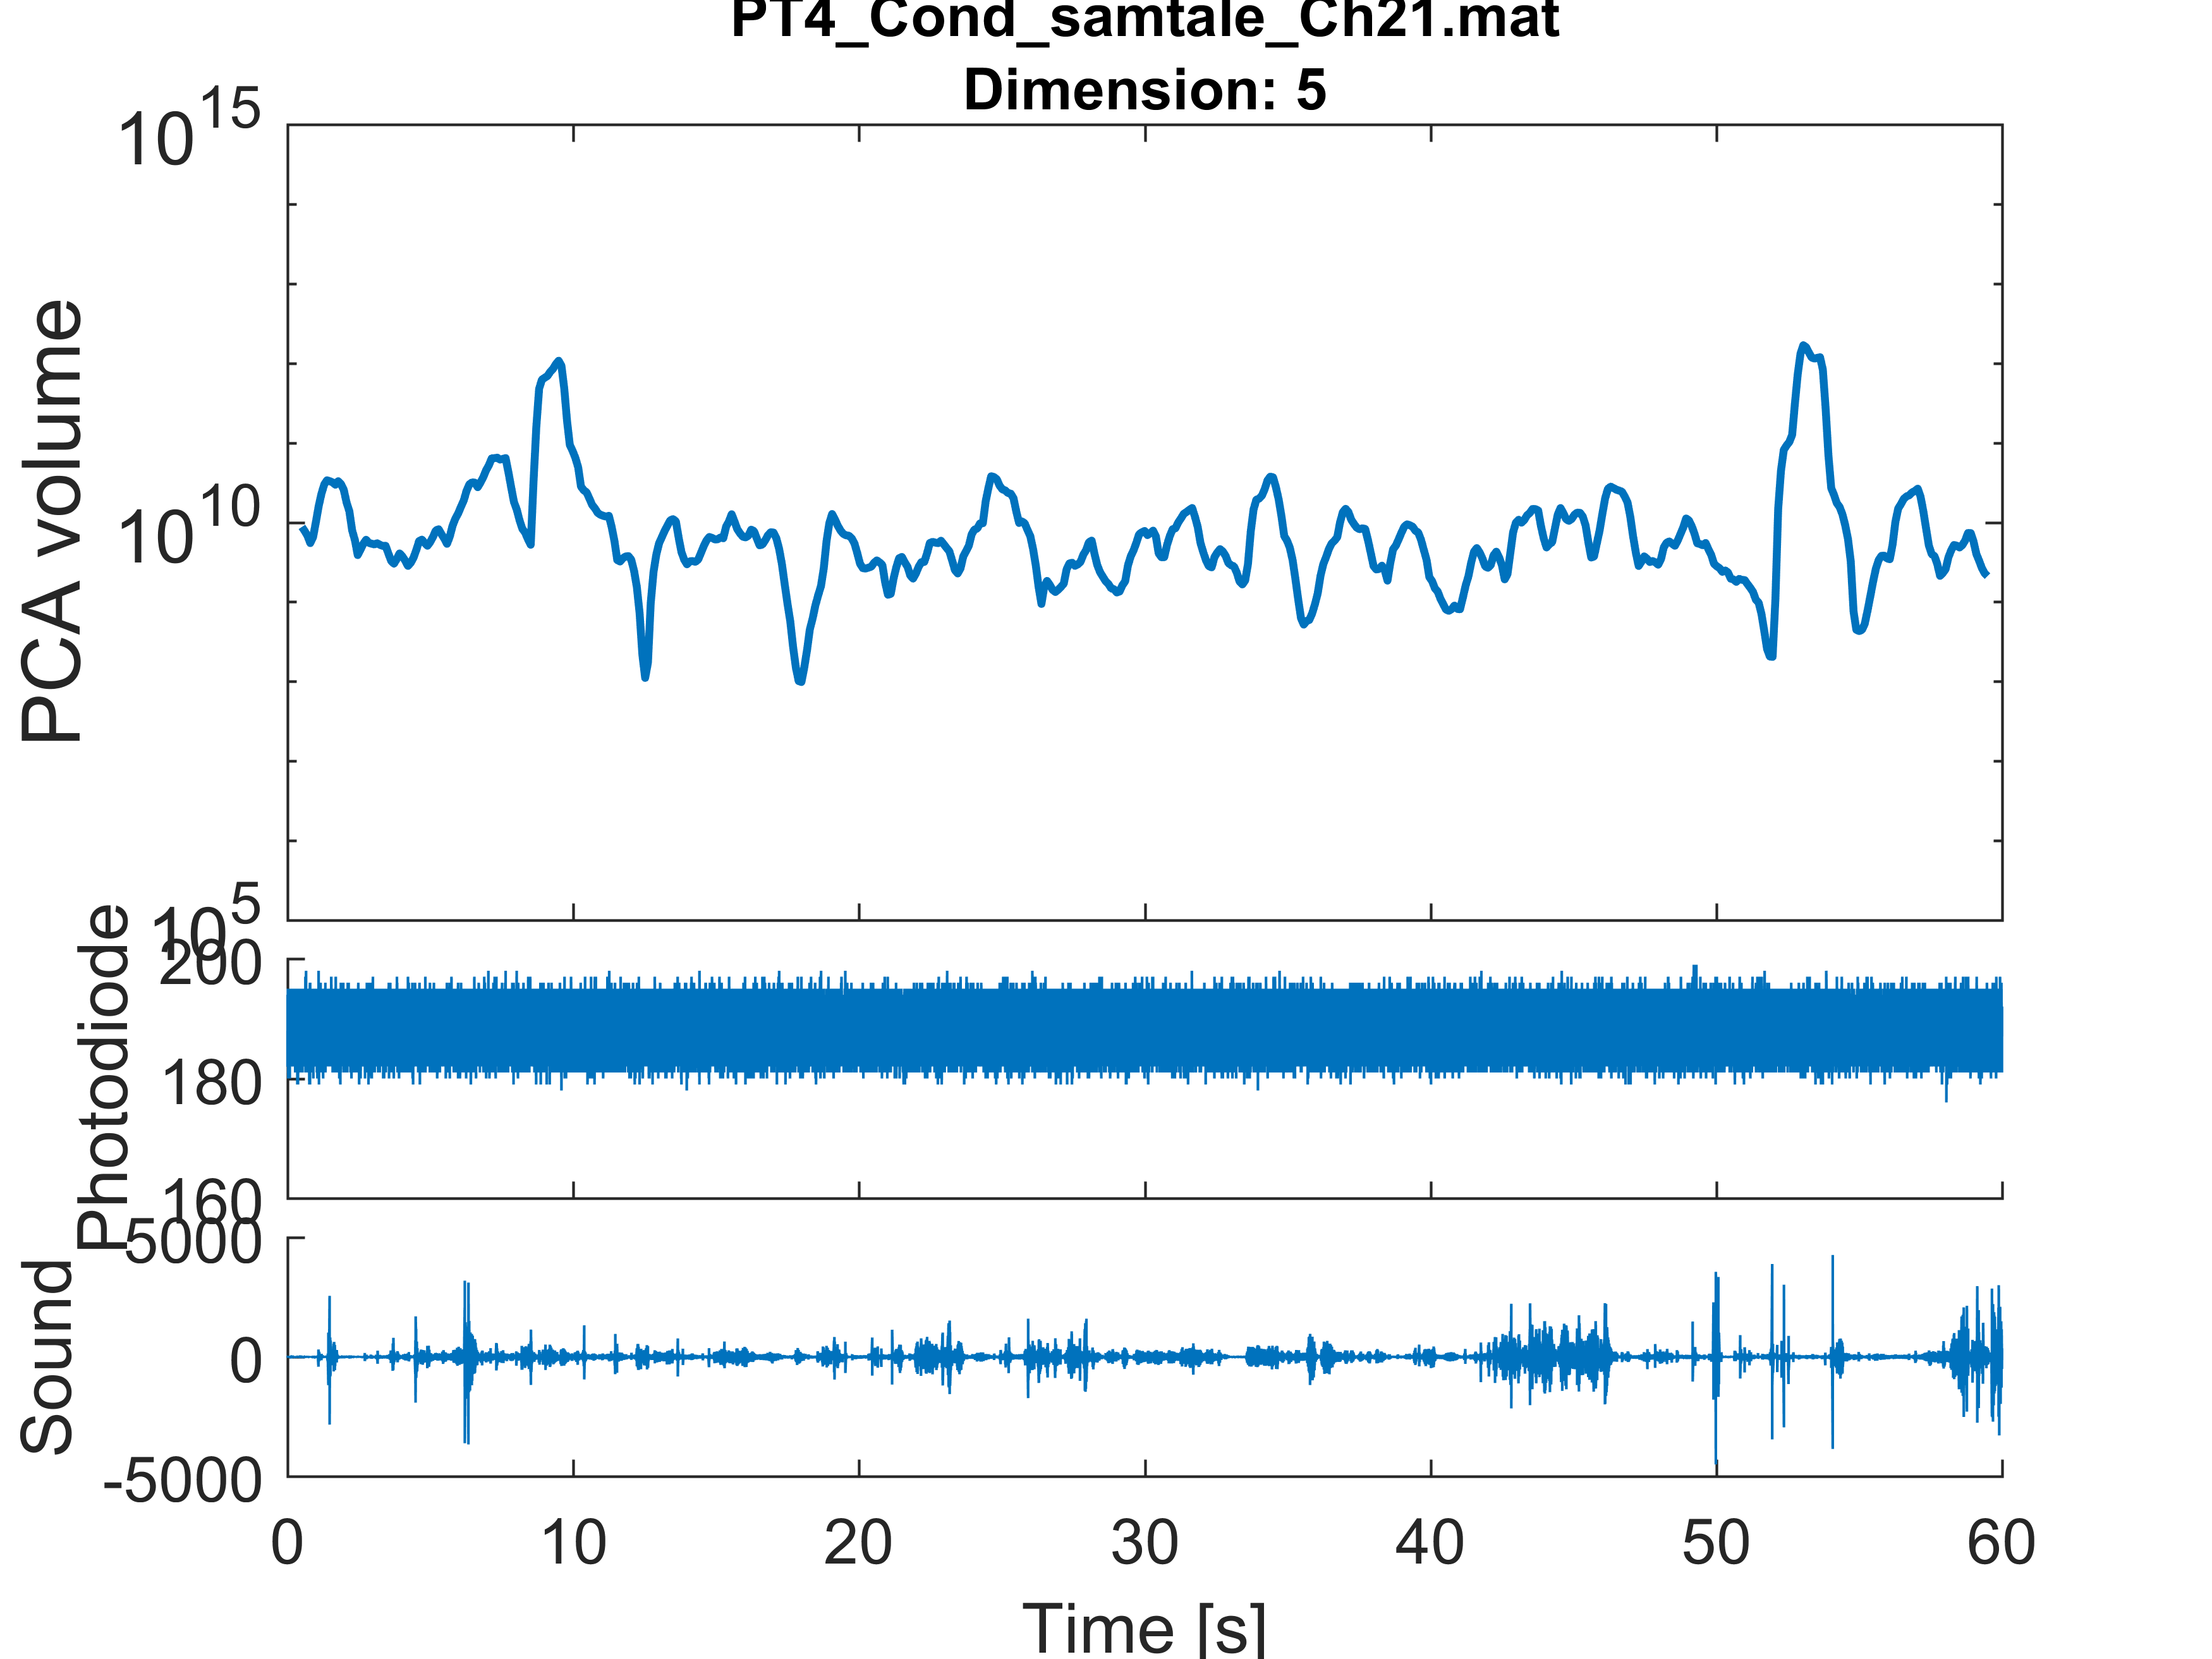 PT4_Cond_samtale_Ch21.mat
Dimension: 5
10^15
10^10
10^5
PCA volume
200
180
160
Photodiode
5000
0
-5000
Sound
0 10 20 30 40 50 60
Time [s]